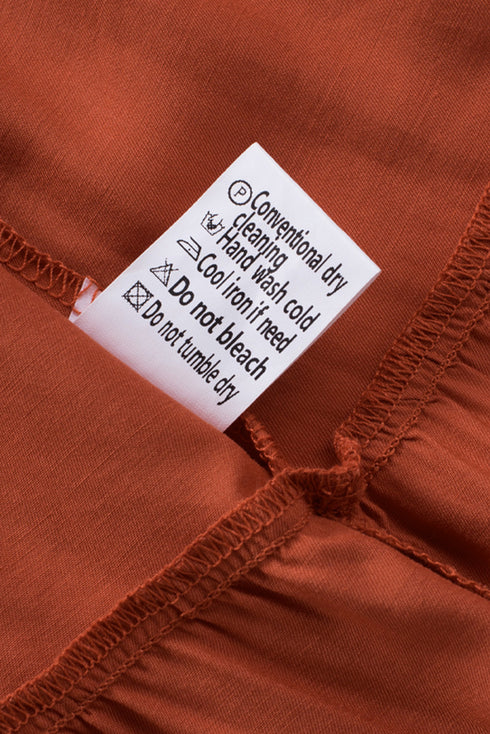 P Conventional dry
cleaning
Hand wash cold
Cool iron if need
Do not bleach
Do not tumble dry